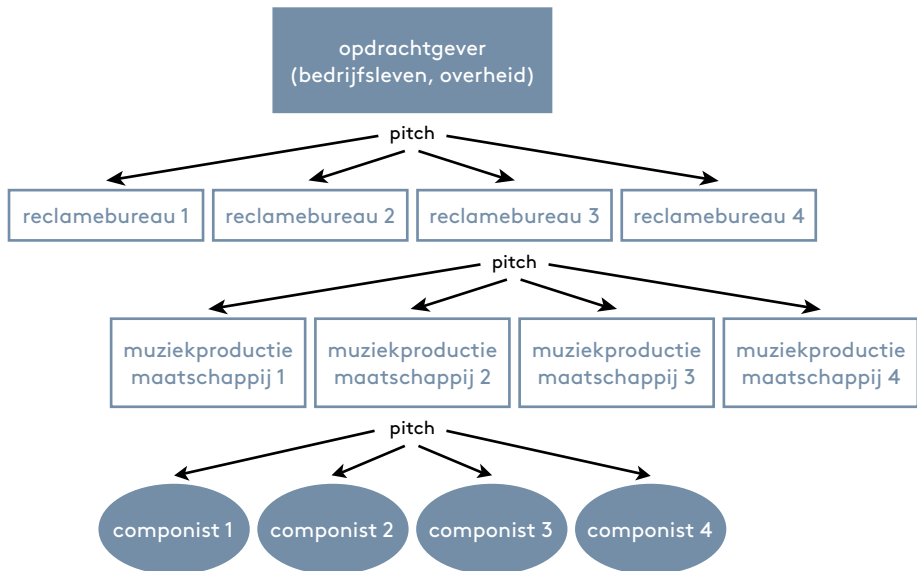 opdrachtgever
(bedrijfsleven, overheid)
pitch
reclamebureau 1
reclamebureau 2
reclamebureau 3
reclamebureau 4
pitch
muziekproductie
maatschappij 1
muziekproductie
maatschappij 2
muziekproductie
maatschappij 3
muziekproductie
maatschappij 4
pitch
componist 1
componist 2
componist 3
componist 4